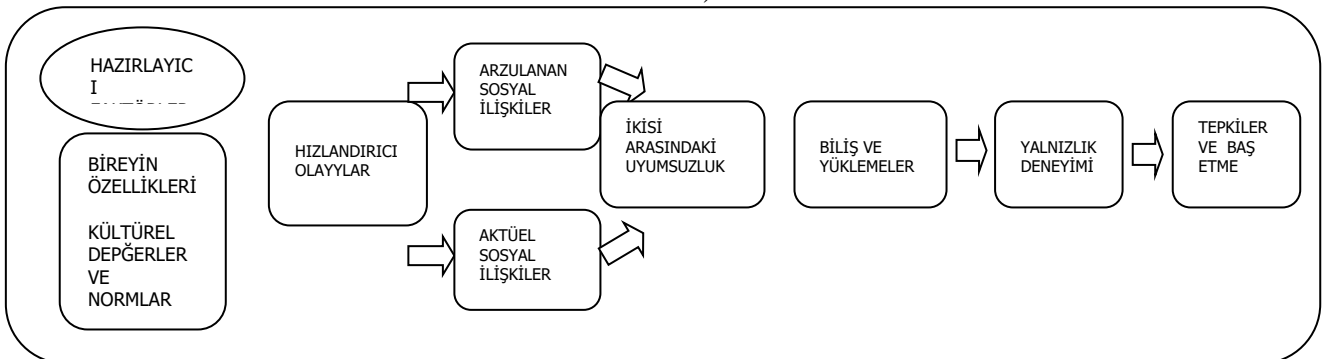 HAZIRLAYIC
I
BİREYİN
ÖZELLİKLERİ
KÜLTÜREL
DEPĞERLER
VE
NORMLAR
HIZLANDIRICI
OLAYYLAR
ARZULANAN
SOSYAL
İLİŞKİLER
AKTÜEL
SOSYAL
İLİŞKİLER
İKİSİ
ARASINDAKİ
UYUMSUZLUK
BİLİŞ VE
YÜKLEMELER
YALNIZLIK
DENEYİMİ
TEPKİLER
VE BAŞ
ETME